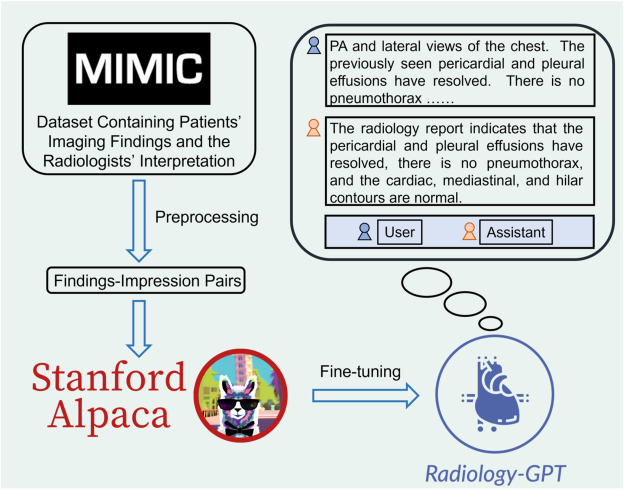 MIMIC
Dataset Containing Patients'
Imaging Findings and the
Radiologists' Interpretation
Preprocessing
Findings-Impression Pairs
Stanford
Alpaca
Fine-tuning
Radiology-GPT
PA and lateral views of the chest. The
previously seen pericardial and pleural
effusions have resolved. There is no
pneumothorax ……
The radiology report indicates that the
pericardial and pleural effusions have
resolved, there is no pneumothorax,
and the cardiac, mediastinal, and hilar
contours are normal.
User
Assistant